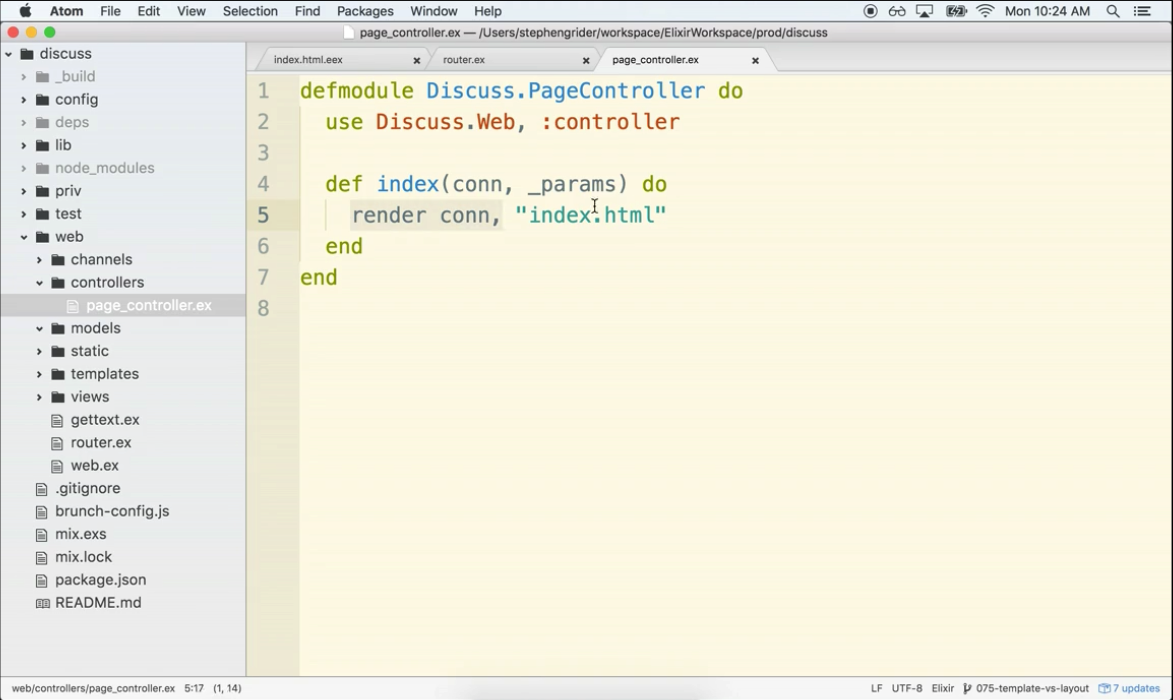 Atom File Edit View Selection Find Packages Window Help Mon 10:24 AM
page_controller.ex — /Users/stephengrider/workspace/ElixirWorkspace/prod/discuss
discuss
_build
config
deps
lib
node_modules
priv
test
web
channels
controllers
page_controller.ex
models
static
templates
views
gettext.ex
router.ex
web.ex
.gitignore
brunch-config.js
mix.exs
mix.lock
package.json
README.md
index.html.eex × router.ex × page_controller.ex ×
1 defmodule Discuss.PageController do
2 use Discuss.Web, :controller
3
4 def index(conn, _params) do
5 render conn, "index.html"
6 end
7 end
8
web/controllers/page_controller.ex 5:17 (1, 14) LF UTF-8 Elixir 075-template-vs-layout 7 updates